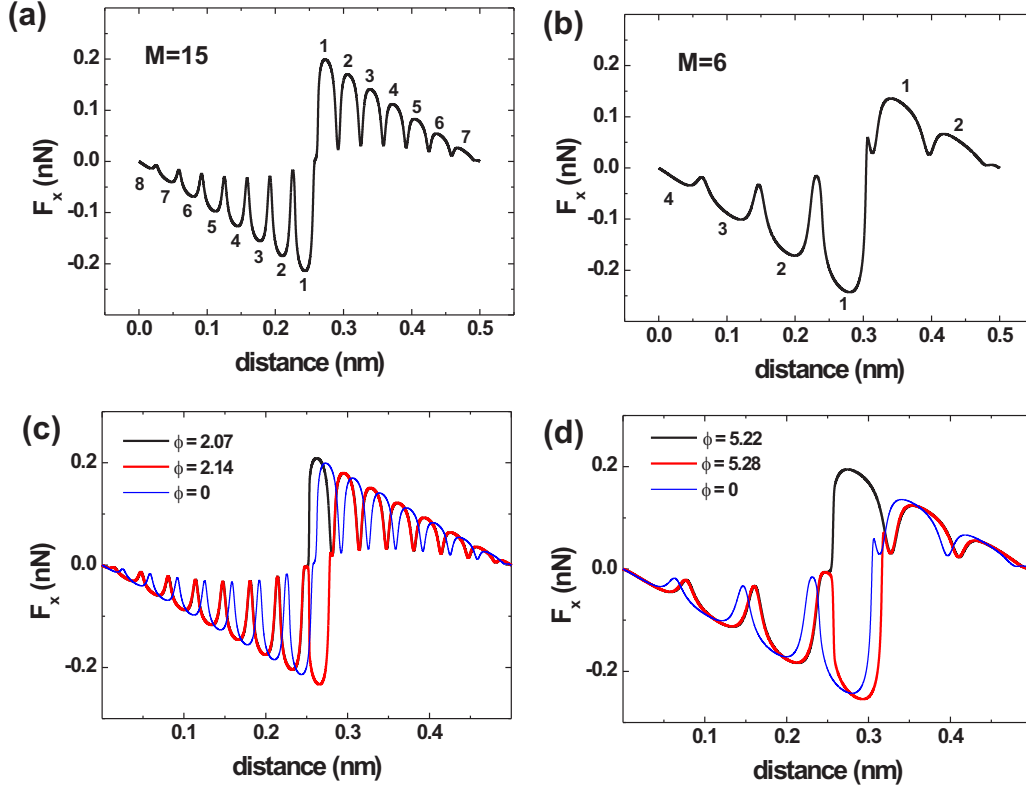 (a)
M=15
F_x (nN)
0.2
0.1
0.0
-0.1
-0.2
1
2
3
4
5
6
7
8
7
6
5
4
3
2
1
0.0 0.1 0.2 0.3 0.4 0.5
distance (nm)
(b)
M=6
F_x (nN)
0.2
0.1
0.0
-0.1
-0.2
1
2
4
3
2
1
0.0 0.1 0.2 0.3 0.4 0.5
distance (nm)
(c)
ϕ = 2.07
ϕ = 2.14
ϕ = 0
F_x (nN)
0.2
0.0
-0.2
0.1 0.2 0.3 0.4
distance (nm)
(d)
ϕ = 5.22
ϕ = 5.28
ϕ = 0
F_x (nN)
0.2
0.0
-0.2
0.1 0.2 0.3 0.4
distance (nm)